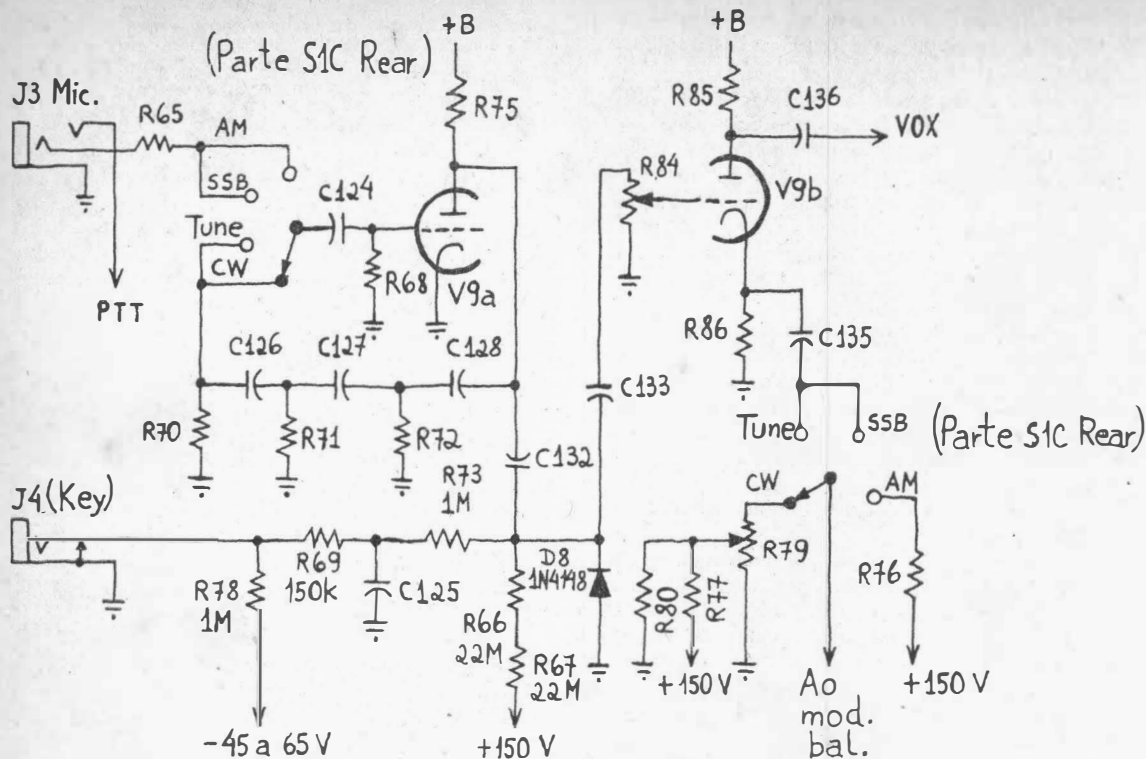 +B
+B
(Parte S1C Rear)
J3 Mic.
R65
AM
R75
R85
C136
VOX
SSB
C124
R84
V9b
Tune
CW
R68
V9a
PTT
R86
C135
C126
C127
C128
C133
R70
R71
R72
C132
Tune
SSB
(Parte S1C Rear)
J4 (Key)
R73
1M
CW
AM
R69
150k
C125
D8
1N4148
R79
R76
R78
1M
R66
22M
R80
R77
R67
22M
-45 a 65 V
+150 V
+150 V
Ao
mod.
bal.
+150 V